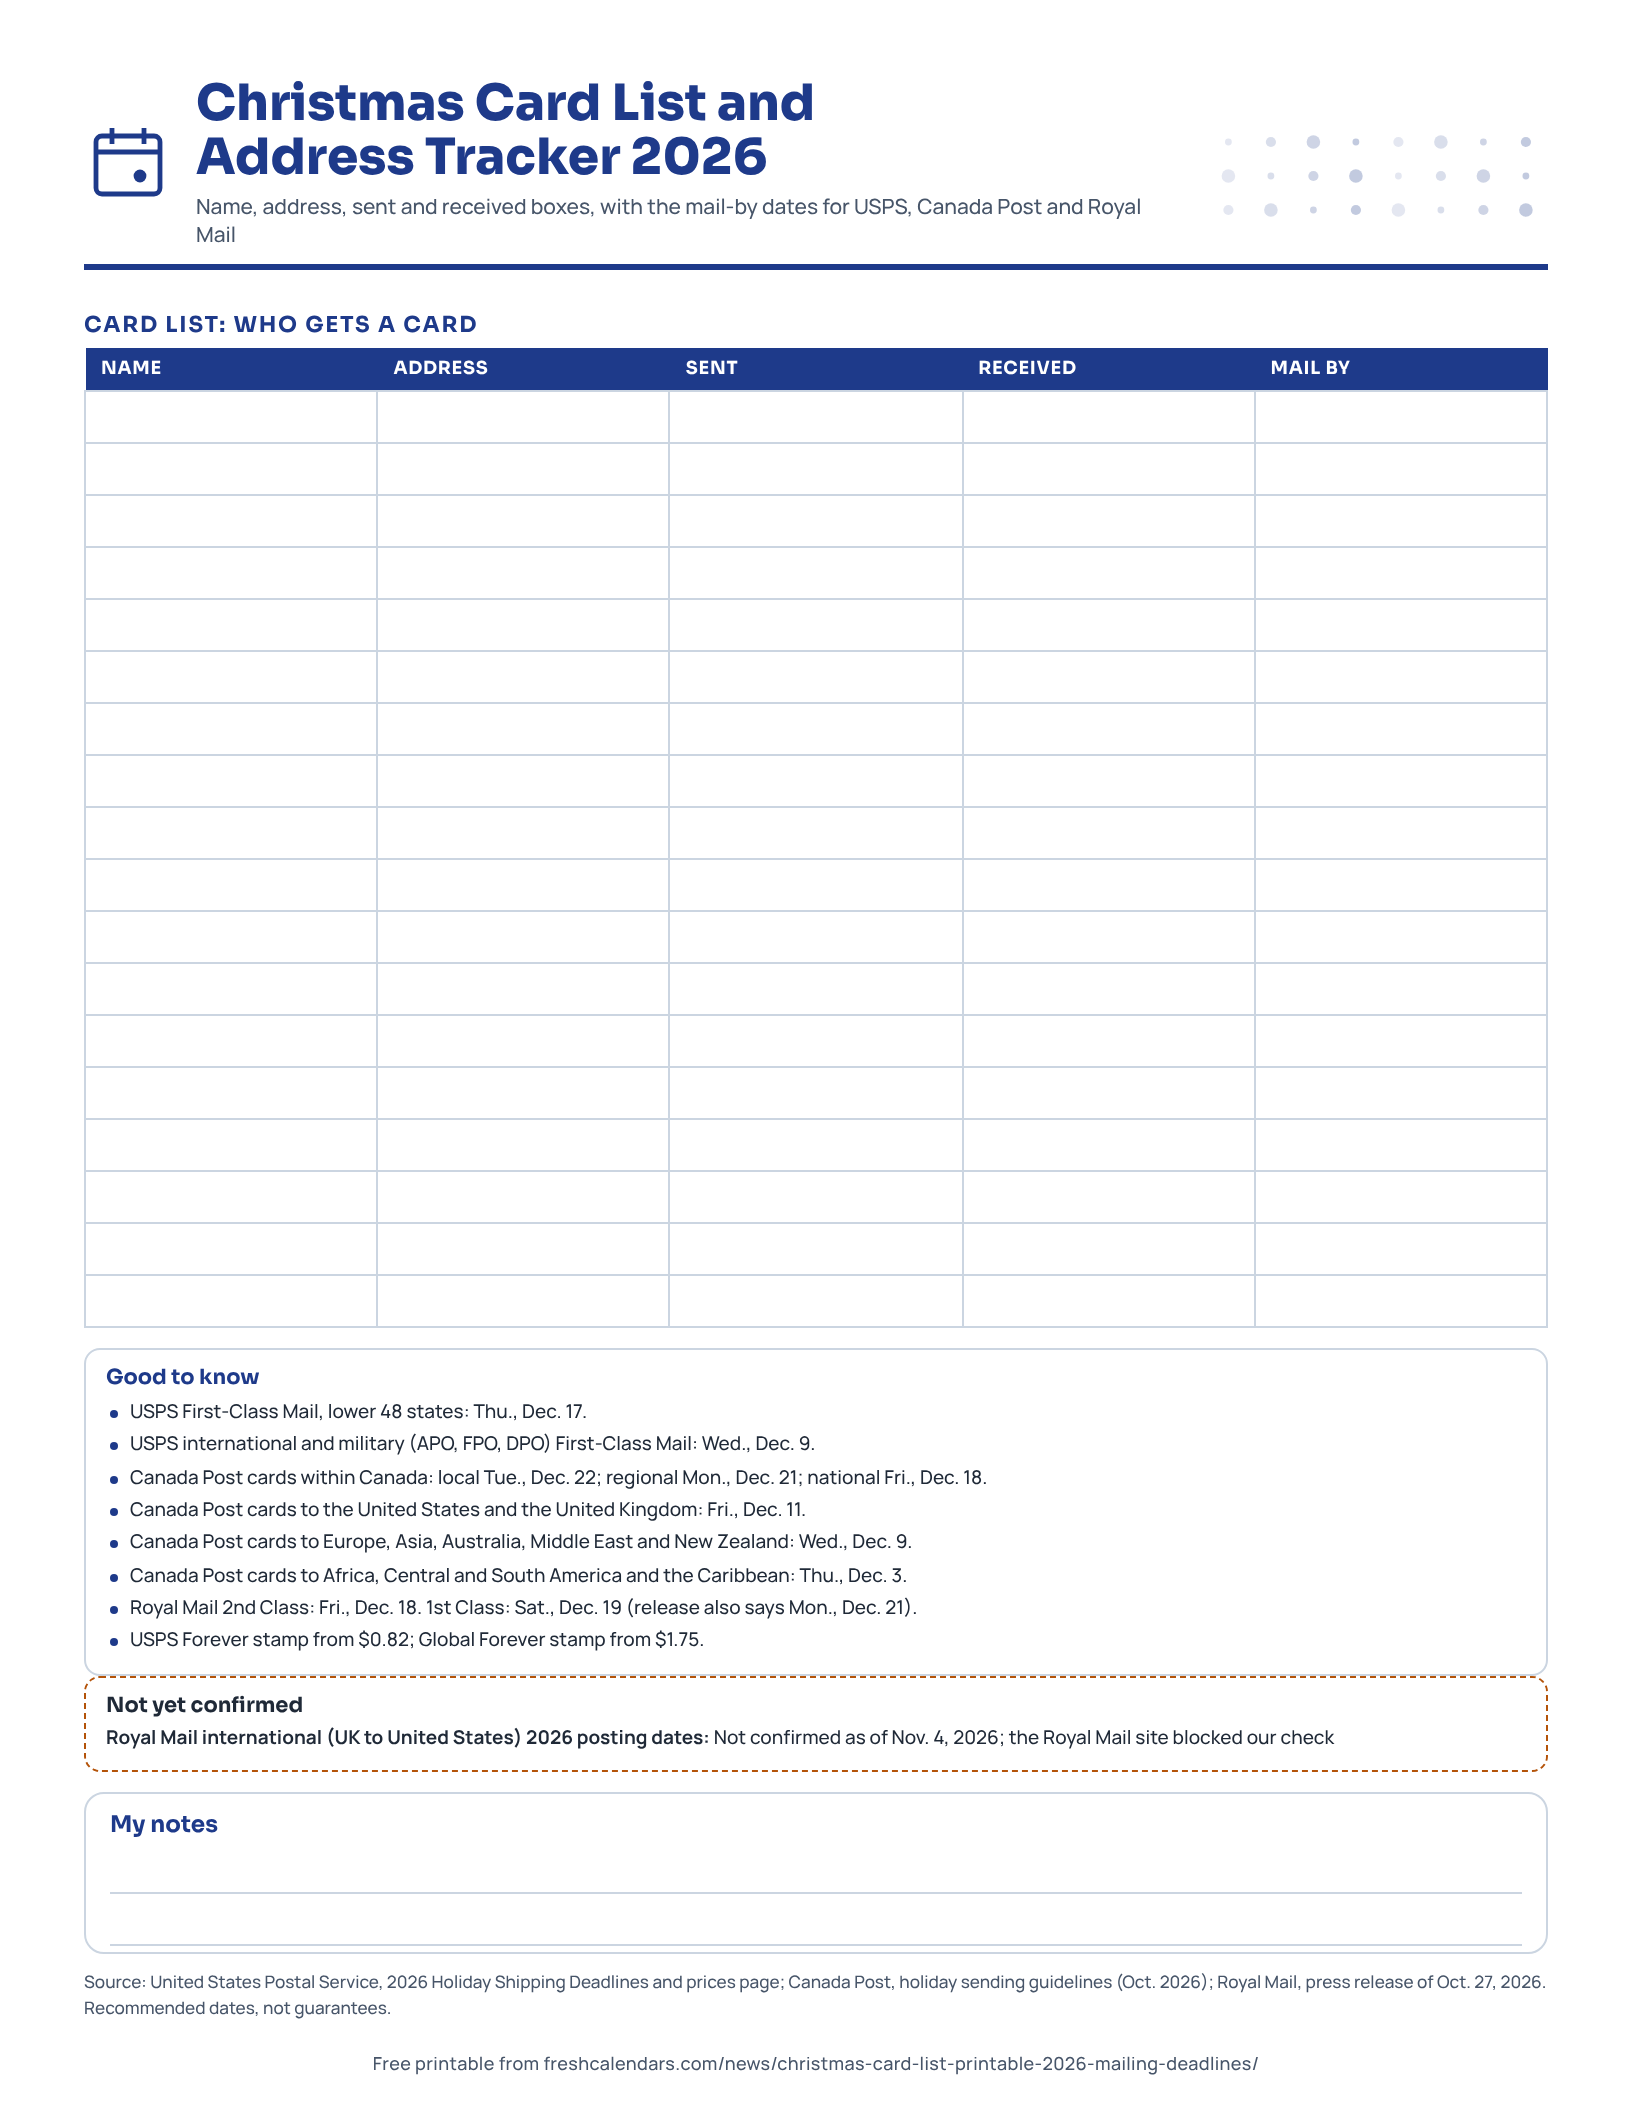 Christmas Card List and
Address Tracker 2026
Name, address, sent and received boxes, with the mail-by dates for USPS, Canada Post and Royal
Mail
CARD LIST: WHO GETS A CARD
NAME ADDRESS SENT RECEIVED MAIL BY
Good to know
USPS First-Class Mail, lower 48 states: Thu., Dec. 17.
USPS international and military (APO, FPO, DPO) First-Class Mail: Wed., Dec. 9.
Canada Post cards within Canada: local Tue., Dec. 22; regional Mon., Dec. 21; national Fri., Dec. 18.
Canada Post cards to the United States and the United Kingdom: Fri., Dec. 11.
Canada Post cards to Europe, Asia, Australia, Middle East and New Zealand: Wed., Dec. 9.
Canada Post cards to Africa, Central and South America and the Caribbean: Thu., Dec. 3.
Royal Mail 2nd Class: Fri., Dec. 18. 1st Class: Sat., Dec. 19 (release also says Mon., Dec. 21).
USPS Forever stamp from $0.82; Global Forever stamp from $1.75.
Not yet confirmed
Royal Mail international (UK to United States) 2026 posting dates: Not confirmed as of Nov. 4, 2026; the Royal Mail site blocked our check
My notes
Source: United States Postal Service, 2026 Holiday Shipping Deadlines and prices page; Canada Post, holiday sending guidelines (Oct. 2026); Royal Mail, press release of Oct. 27, 2026.
Recommended dates, not guarantees.
Free printable from freshcalendars.com/news/christmas-card-list-printable-2026-mailing-deadlines/